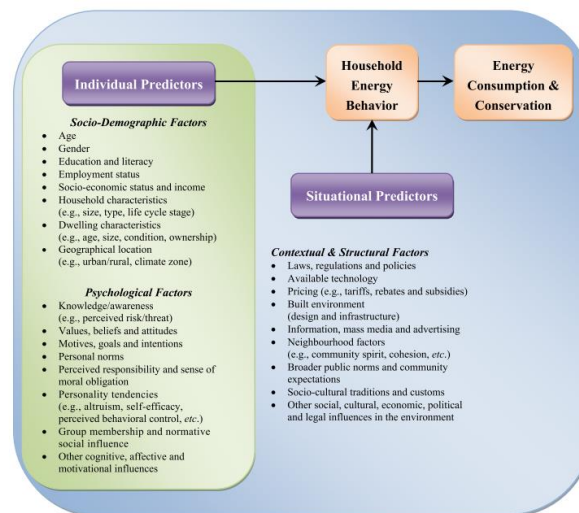 Individual Predictors
Household
Energy
Behavior
Energy
Consumption &
Conservation
Socio-Demographic Factors
• Age
• Gender
• Education and literacy
• Employment status
• Socio-economic status and income
• Household characteristics
(e.g., size, type, life cycle stage)
• Dwelling characteristics
(e.g., age, size, condition, ownership)
• Geographical location
(e.g., urban/rural, climate zone)
Psychological Factors
• Knowledge/awareness
(e.g., perceived risk/threat)
• Values, beliefs and attitudes
• Motives, goals and intentions
• Personal norms
• Perceived responsibility and sense of
moral obligation
• Personality tendencies
(e.g., altruism, self-efficacy,
perceived behavioral control, etc.)
• Group membership and normative
social influence
• Other cognitive, affective and
motivational influences
Situational Predictors
Contextual & Structural Factors
• Laws, regulations and policies
• Available technology
• Pricing (e.g., tariffs, rebates and subsidies)
• Built environment
(design and infrastructure)
• Information, mass media and advertising
• Neighbourhood factors
(e.g., community spirit, cohesion, etc.)
• Broader public norms and community
expectations
• Socio-cultural traditions and customs
• Other social, cultural, economic, political
and legal influences in the environment